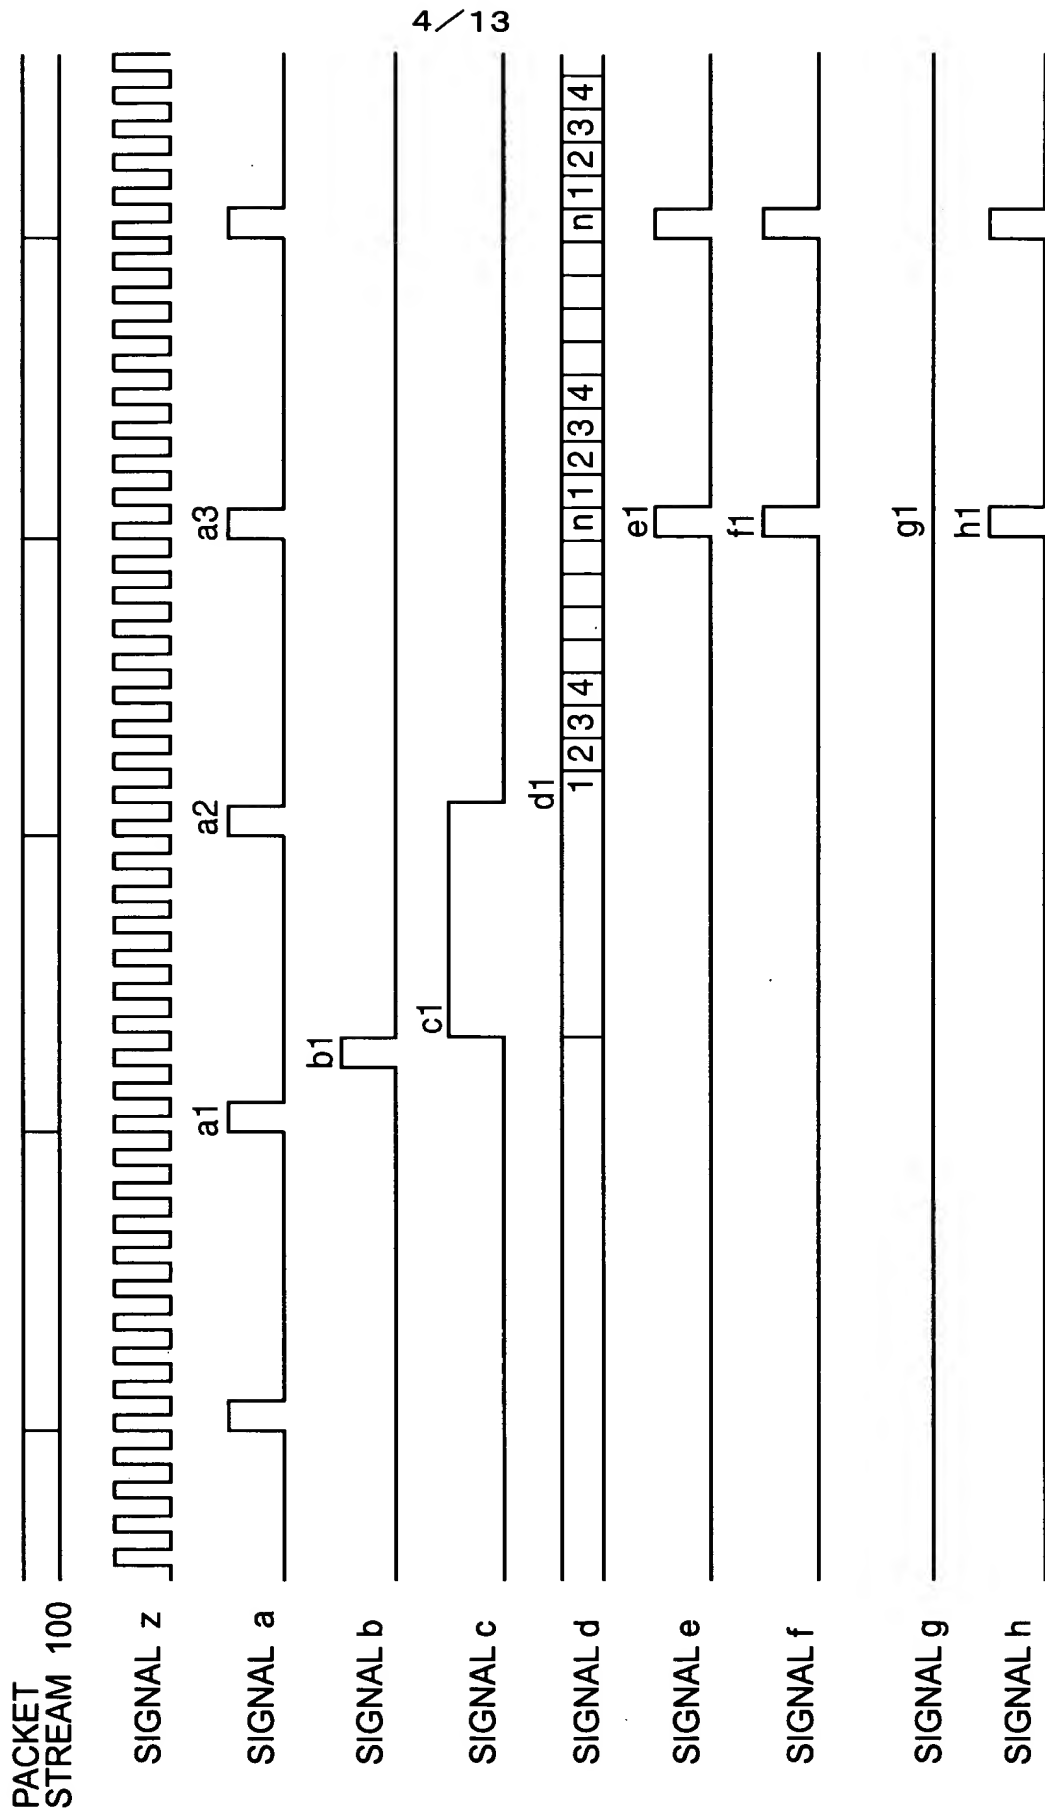 4/13
PACKET
STREAM 100
SIGNAL z
SIGNAL a
a1
a2
a3
SIGNAL b
b1
SIGNAL c
c1
SIGNAL d
d1
1 2 3 4 n 1 2 3 4 n 1 2 3 4
SIGNAL e
e1
SIGNAL f
f1
SIGNAL g
g1
SIGNAL h
h1